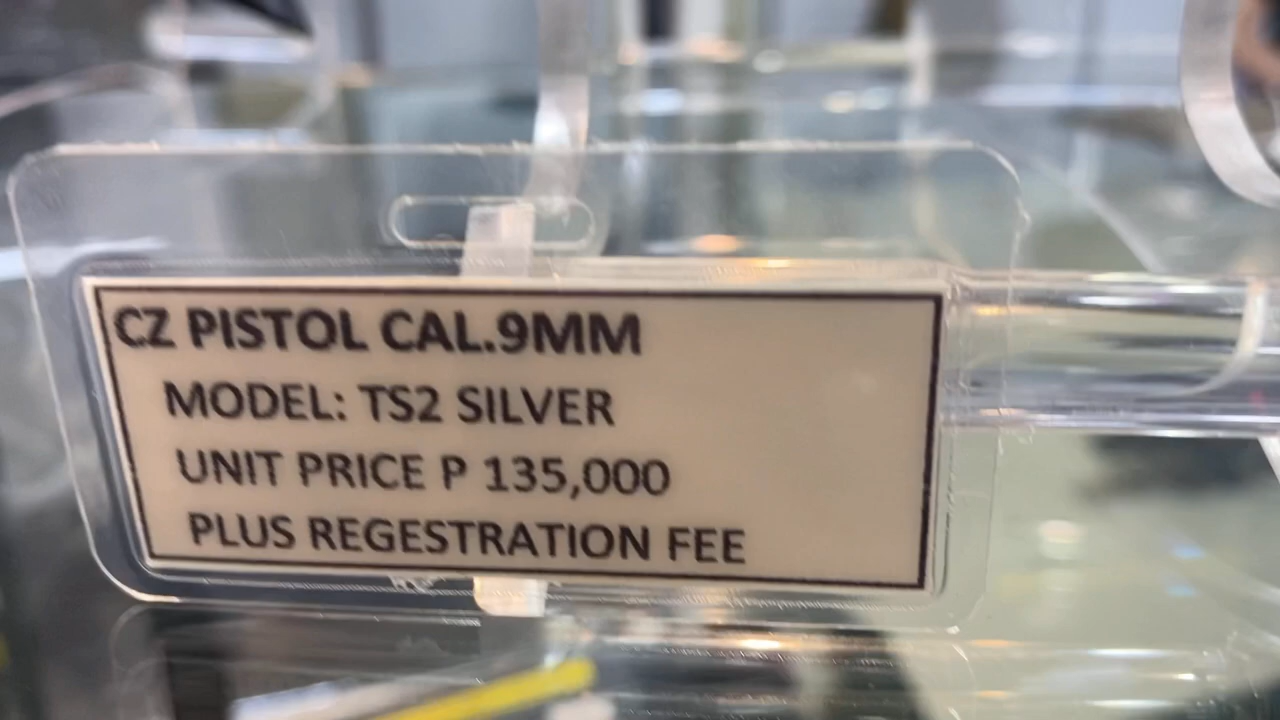 CZ PISTOL CAL.9MM
MODEL: TS2 SILVER
UNIT PRICE P 135,000
PLUS REGESTRATION FEE